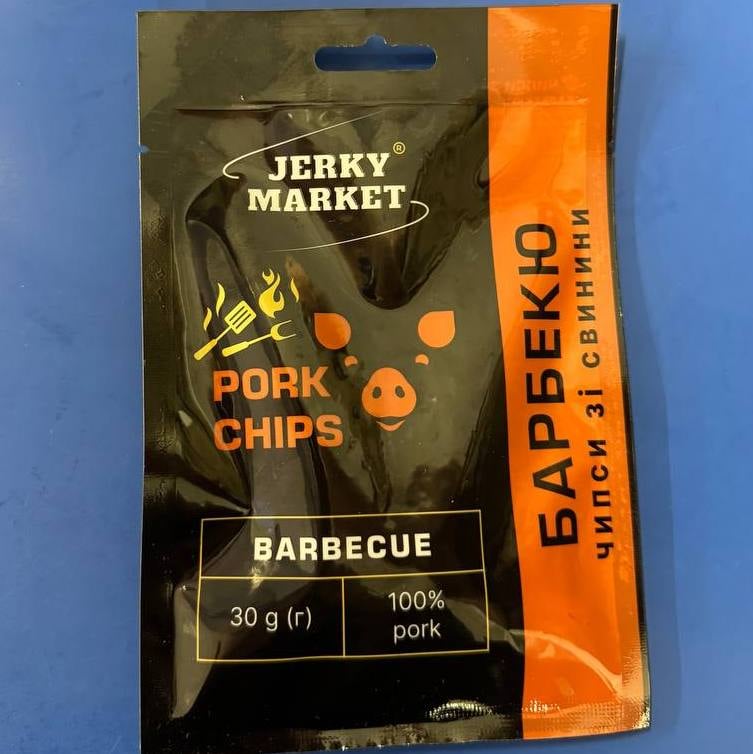 JERKY®
MARKET
PORK
CHIPS
BARBECUE
30 g (г)
100%
pork
БАРБЕКЮ
чипси зі свинини